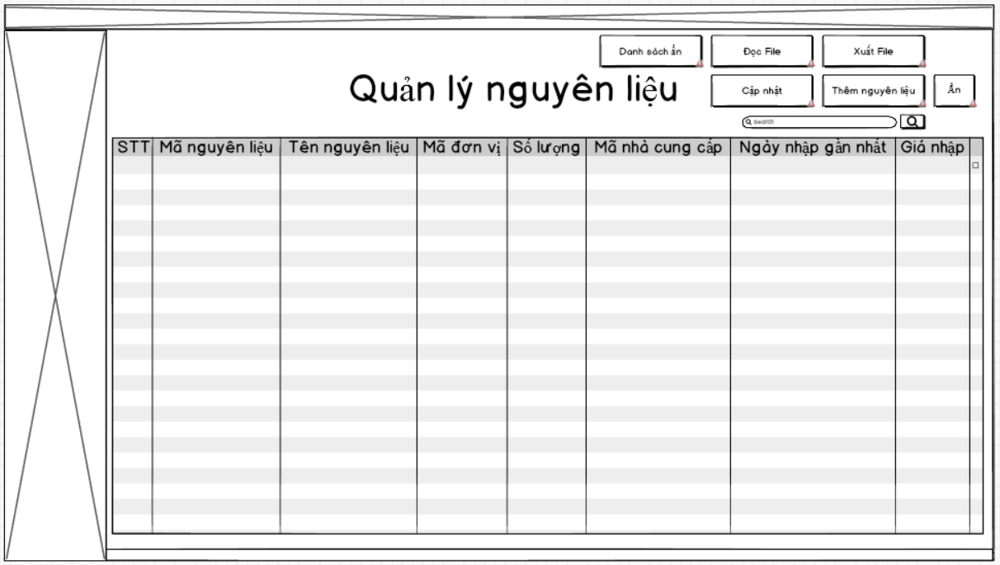 Danh sách ẩn Đọc File Xuất File
Quản lý nguyên liệu
Cập nhật Thêm nguyên liệu Ẩn
search
STT Mã nguyên liệu Tên nguyên liệu Mã đơn vị Số lượng Mã nhà cung cấp Ngày nhập gần nhất Giá nhập